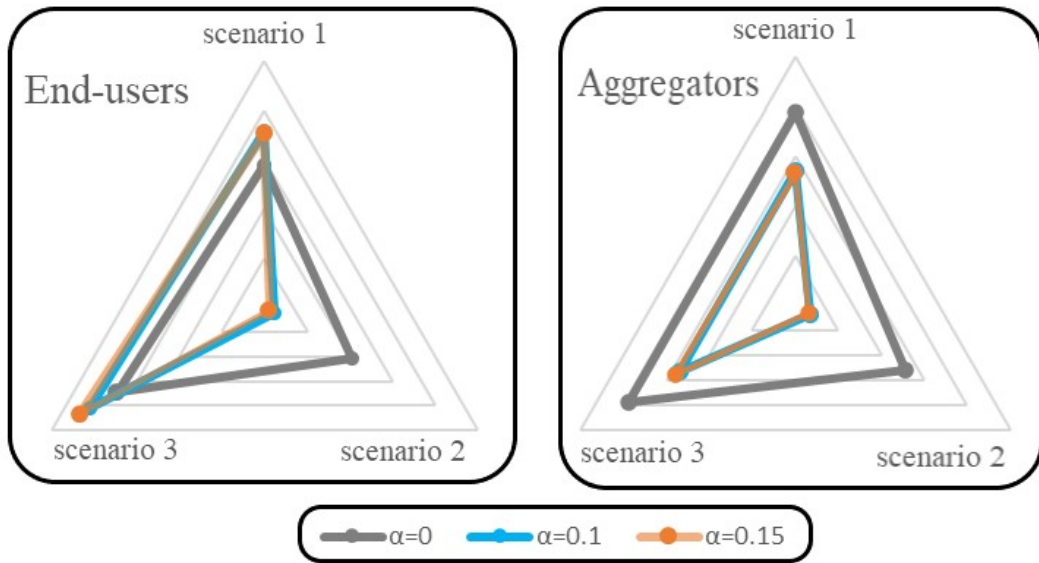 scenario 1
End-users
scenario 3
scenario 2
scenario 1
Aggregators
scenario 3
scenario 2
α=0 α=0.1 α=0.15